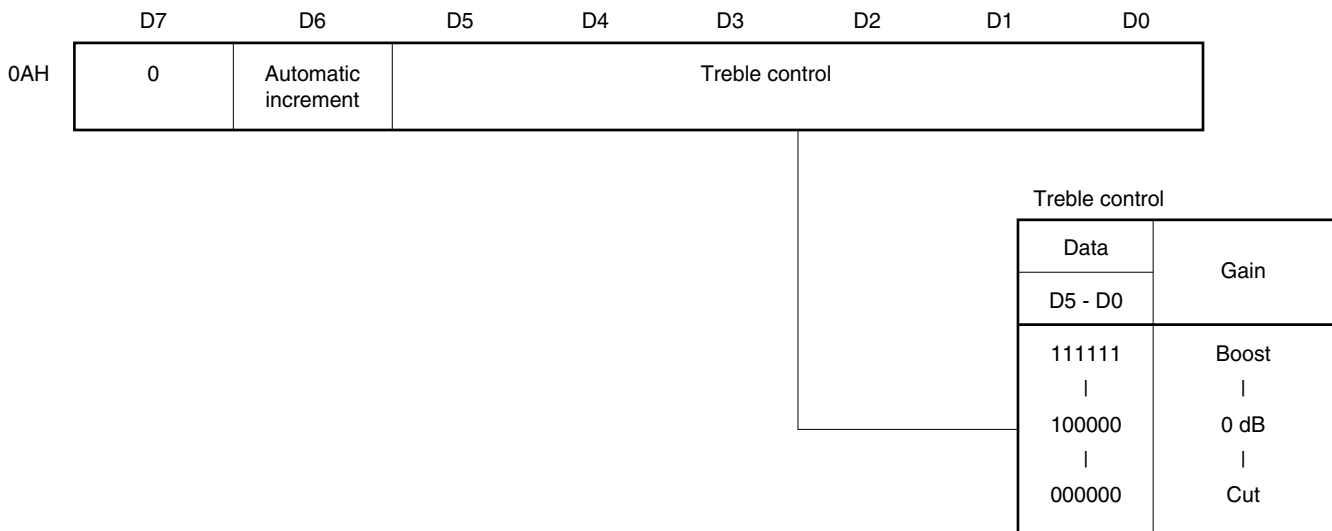 D7 D6 D5 D4 D3 D2 D1 D0
0AH 0 Automatic increment Treble control
Treble control
Data Gain
D5 - D0
111111 Boost
| |
100000 0 dB
| |
000000 Cut